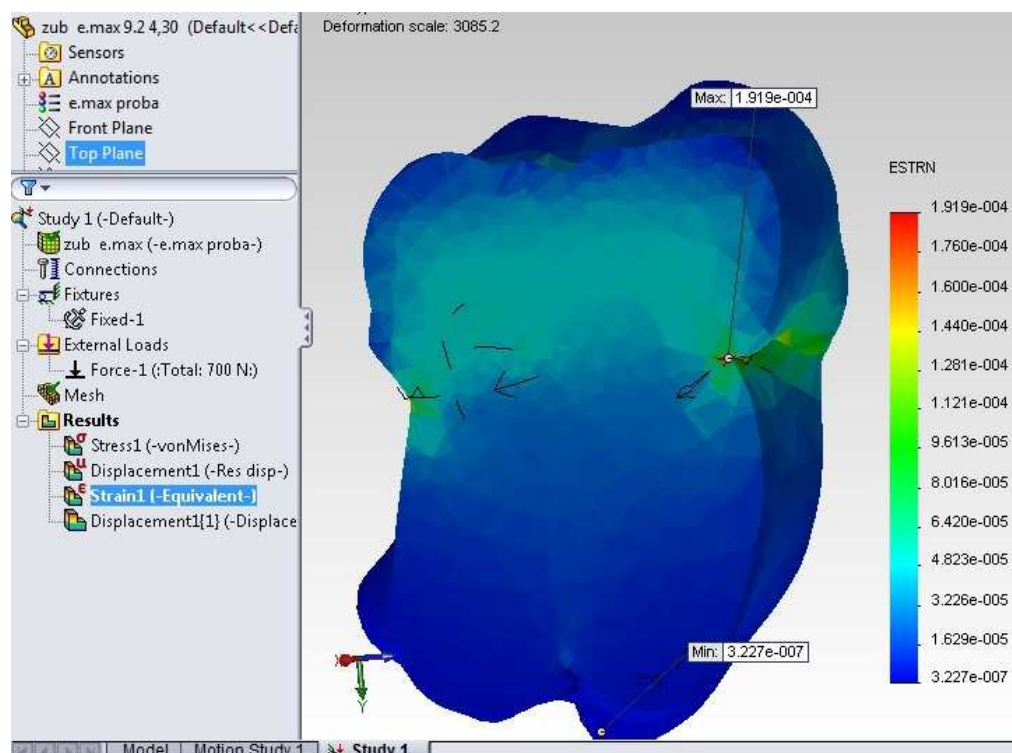 zub e.max 9.2 4,30 (Default<<Defa
Sensors
Annotations
e.max proba
Front Plane
Top Plane
Study 1 (-Default-)
zub e.max (-e.max proba-)
Connections
Fixtures
Fixed-1
External Loads
Force-1 (:Total: 700 N:)
Mesh
Results
Stress1 (-vonMises-)
Displacement1 (-Res disp-)
Strain1 (-Equivalent-)
Displacement1{1} (-Displace
Deformation scale: 3085.2
Max: 1.919e-004
Min: 3.227e-007
ESTRN
1.919e-004
1.760e-004
1.600e-004
1.440e-004
1.281e-004
1.121e-004
9.613e-005
8.016e-005
6.420e-005
4.823e-005
3.226e-005
1.629e-005
3.227e-007
X
Y
Model Motion Study 1 Study 1